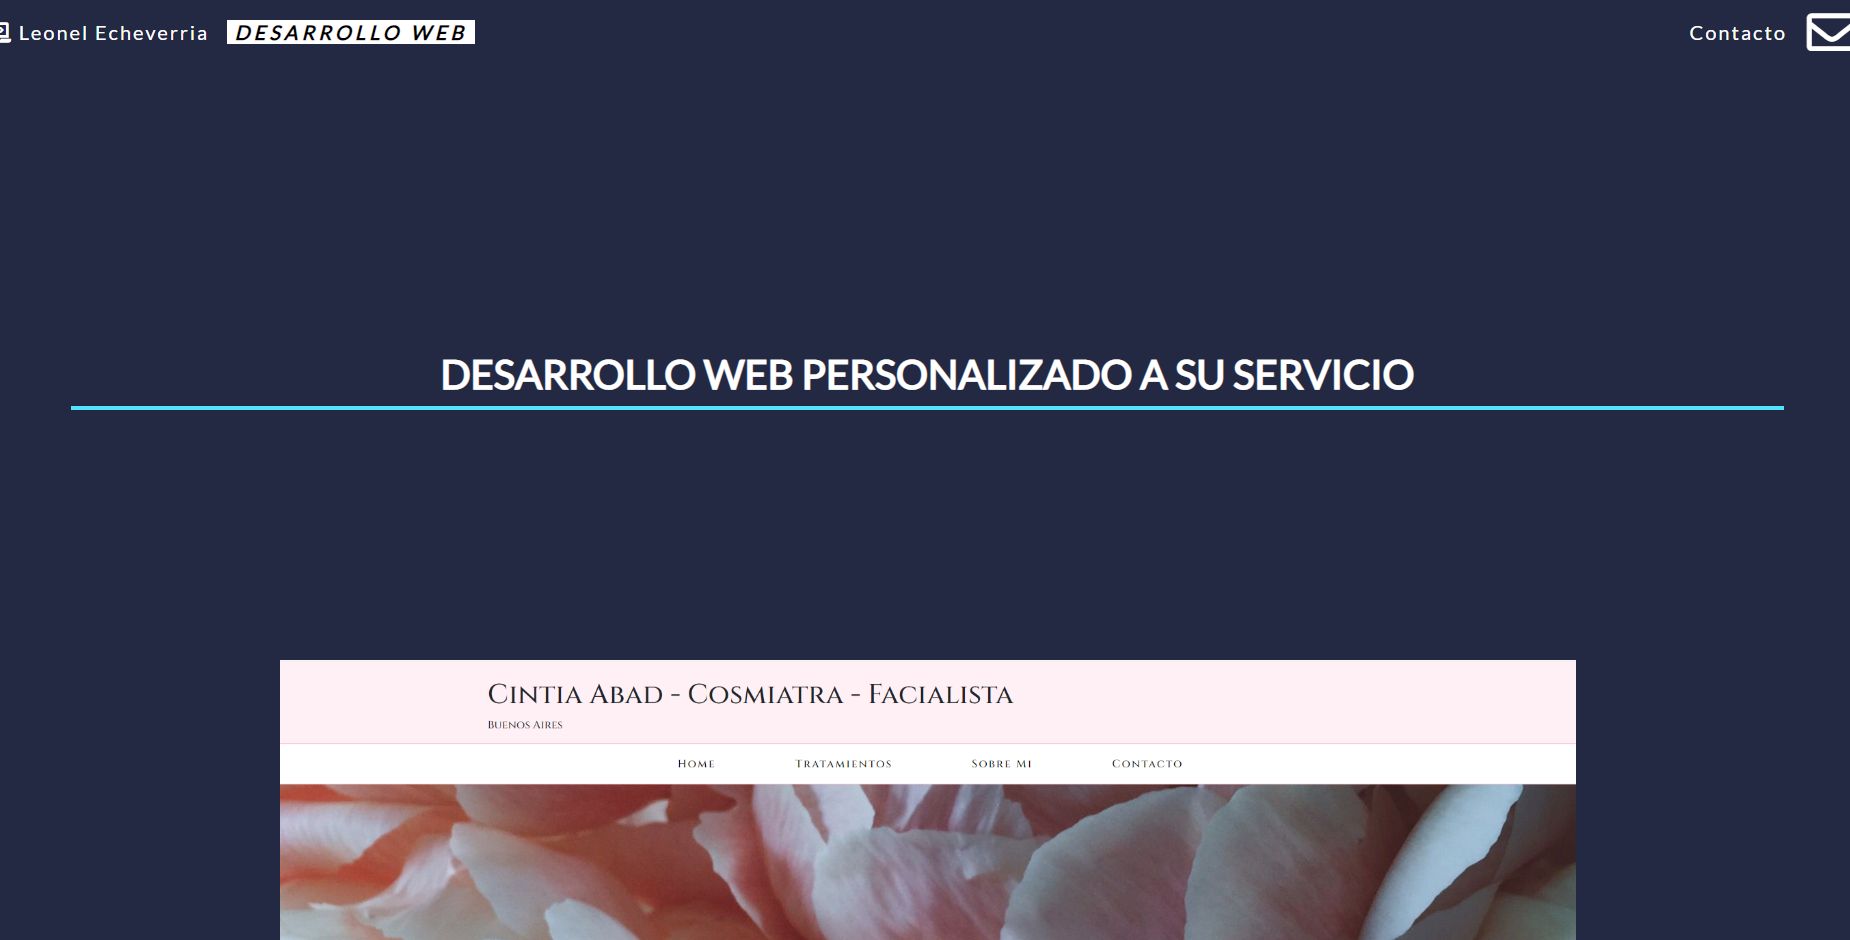 Leonel Echeverria DESARROLLO WEB Contacto
DESARROLLO WEB PERSONALIZADO A SU SERVICIO
Cintia Abad - Cosmiatra - Facialista
Buenos Aires
Home Tratamientos Sobre Mi Contacto